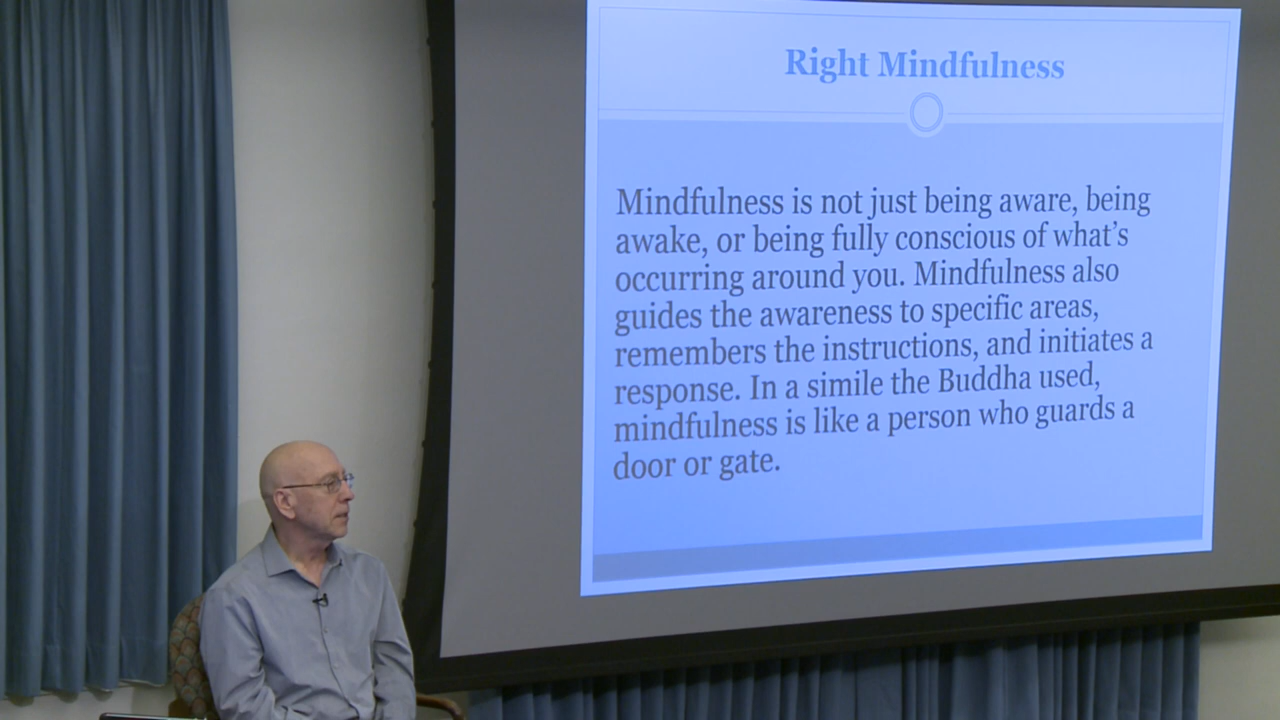 Right Mindfulness
Mindfulness is not just being aware, being
awake, or being fully conscious of what's
occurring around you. Mindfulness also
guides the awareness to specific areas,
remembers the instructions, and initiates a
response. In a simile the Buddha used,
mindfulness is like a person who guards a
door or gate.